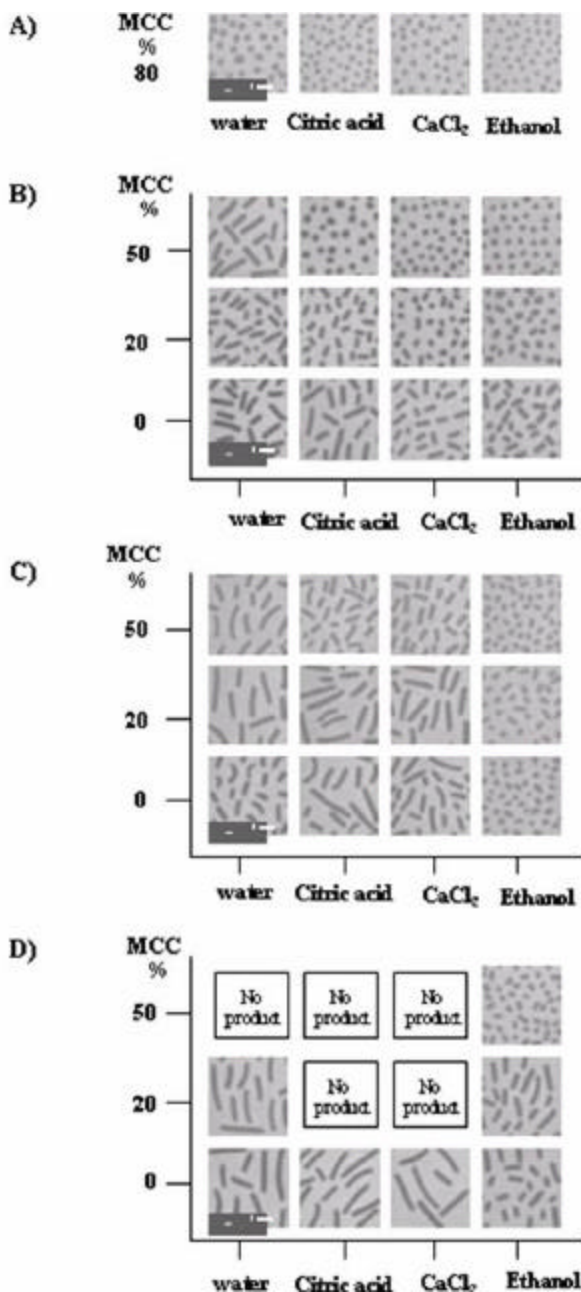 A)
MCC
%
80
water Citric acid CaCl₂ Ethanol
B)
MCC
%
50
20
0
water Citric acid CaCl₂ Ethanol
C)
MCC
%
50
20
0
water Citric acid CaCl₂ Ethanol
D)
MCC
%
50
No
product
No
product
No
product
20
No
product
No
product
0
water Citric acid CaCl₂ Ethanol